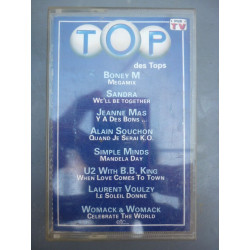 TOP
TV
des Tops
BONEY M
MEGAMIX
SANDRA
WE'LL BE TOGETHER
JEANNE MAS
Y A DES BONS ...
ALAIN SOUCHON
QUAND JE SERAI K.O.
SIMPLE MINDS
MANDELA DAY
U2 WITH B.B. KING
WHEN LOVE COMES TO TOWN
LAURENT VOULZY
LE SOLEIL DONNE
WOMACK & WOMACK
CELEBRATE THE WORLD